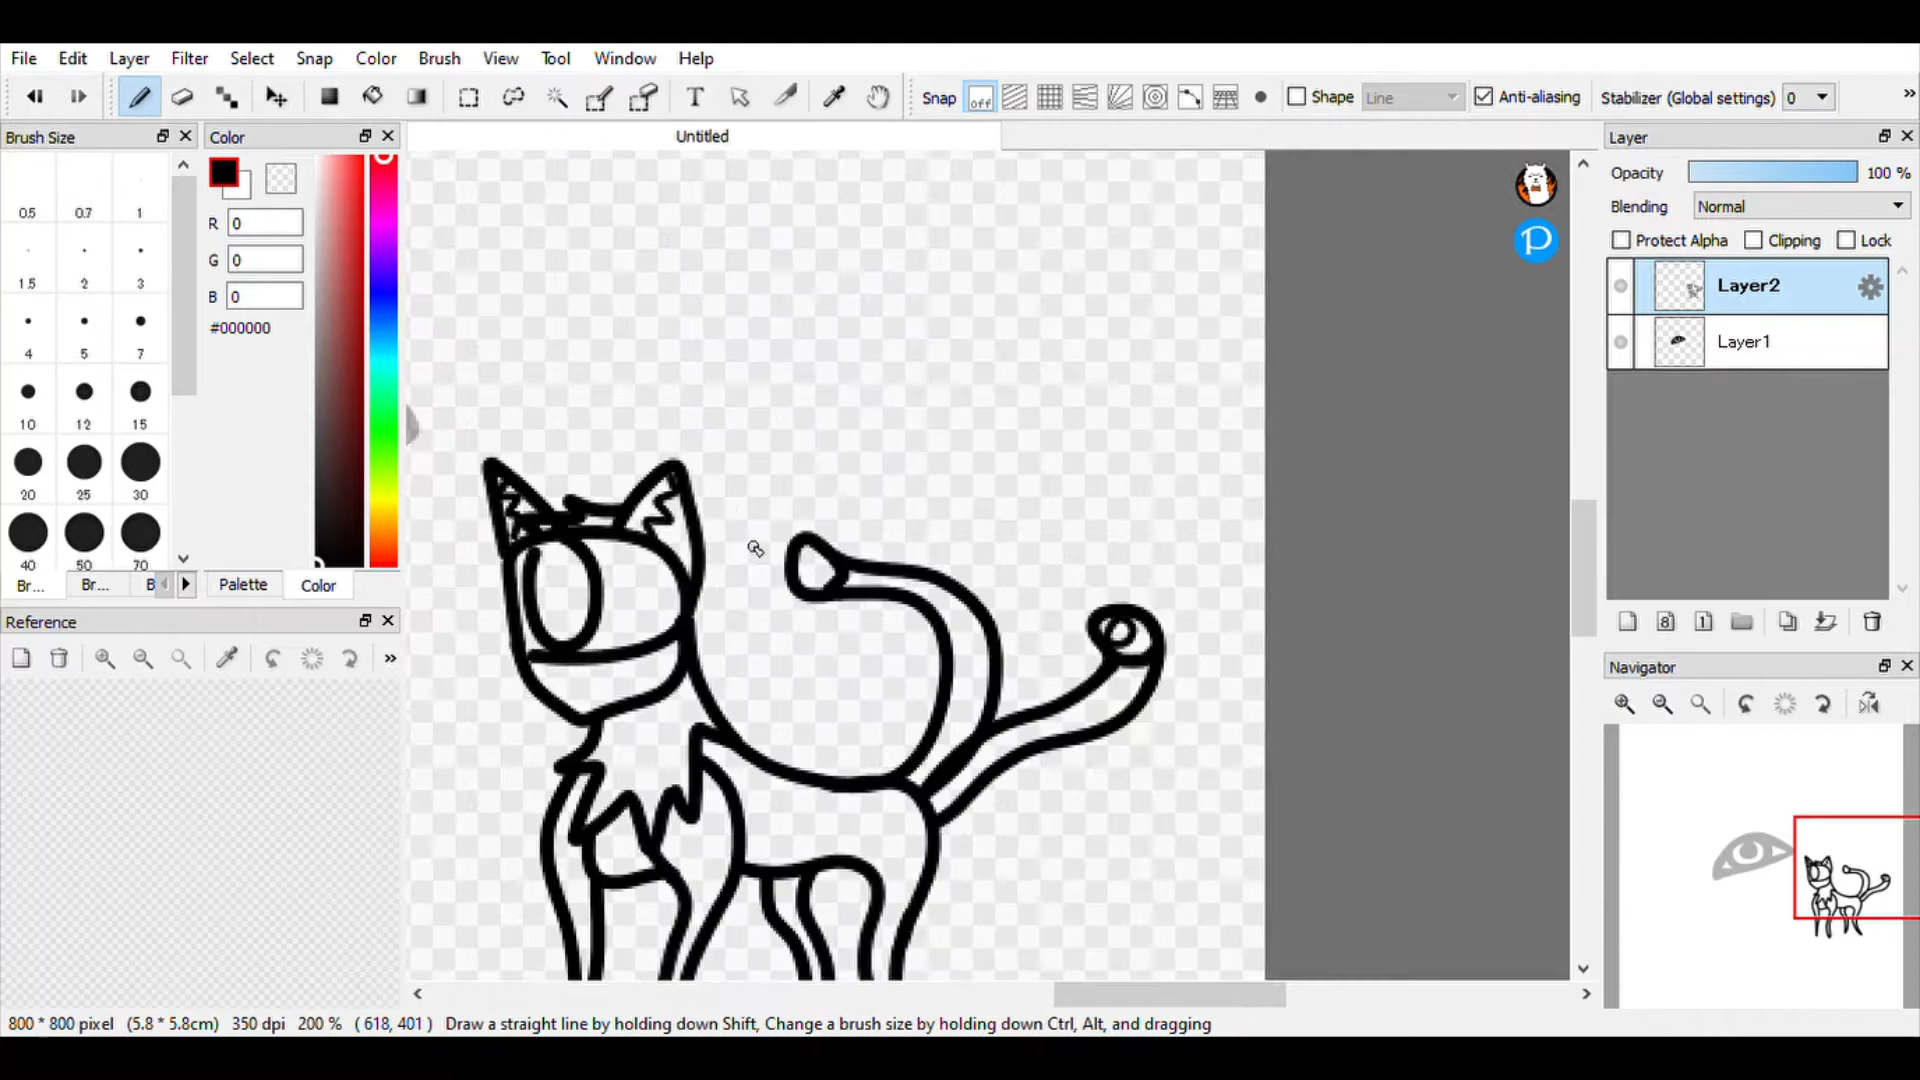 File Edit Layer Filter Select Snap Color Brush View Tool Window Help
T Snap off Shape Line Anti-aliasing Stabilizer (Global settings) 0 »
Brush Size
Color
Untitled
Layer
0.5 0.7 1
1.5 2 3
4 5 7
10 12 15
20 25 30
40 50 70
Br... Br... B
R 0
G 0
B 0
#000000
Palette Color
Reference
»
P
Opacity 100 %
Blending Normal
Protect Alpha Clipping Lock
Layer2
Layer1
8 1
Navigator
800 * 800 pixel (5.8 * 5.8cm) 350 dpi 200 % ( 618, 401 ) Draw a straight line by holding down Shift, Change a brush size by holding down Ctrl, Alt, and dragging